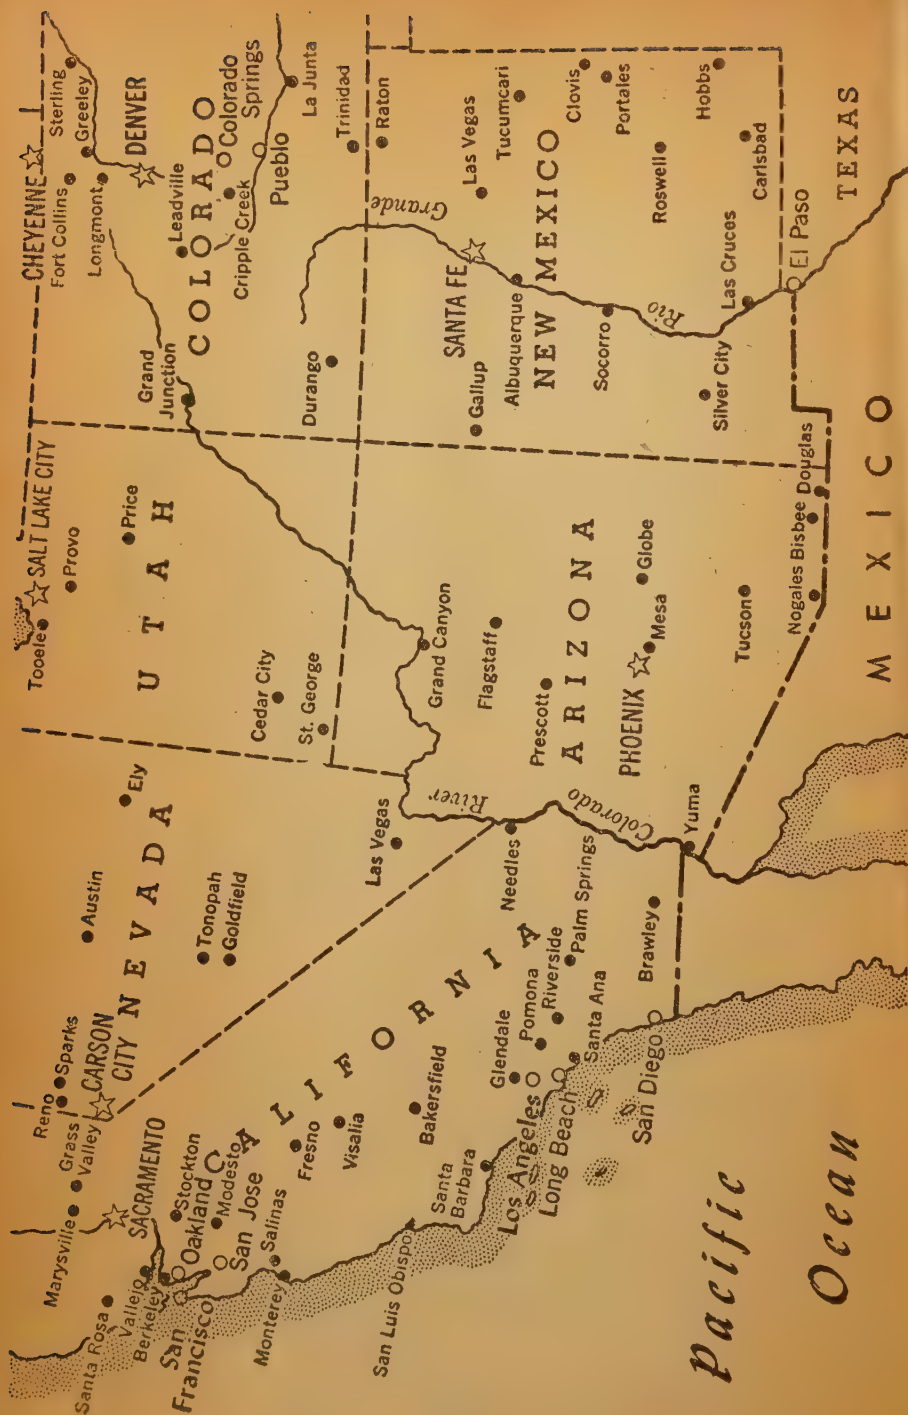 Santa Rosa
Marysville
Grass
Valley
Reno
Sparks
CARSON
CITY
Vallejo
Berkeley
SACRAMENTO
San
Francisco
Oakland
Stockton
Modesto
San Jose
Salinas
Monterey
Fresno
Visalia
San Luis Obispo
Bakersfield
Santa
Barbara
Glendale
Los Angeles
Long Beach
Pomona
Riverside
Palm Springs
Santa Ana
San Diego
Brawley
Needles
CALIFORNIA
Austin
Ely
NEVADA
Tonopah
Goldfield
Las Vegas
Tooele
SALT LAKE CITY
Provo
Price
UTAH
Cedar City
St. George
Grand Canyon
Flagstaff
Prescott
ARIZONA
PHOENIX
Mesa
Globe
Tucson
Yuma
Nogales
Bisbee
Douglas
River
Colorado
CHEYENNE
Fort Collins
Sterling
Greeley
Longmont
DENVER
Grand
Junction
Leadville
COLORADO
Colorado
Springs
Cripple Creek
Pueblo
La Junta
Durango
Trinidad
Raton
Grande
Las Vegas
Tucumcari
SANTA FE
Gallup
Albuquerque
NEW MEXICO
Clovis
Portales
Socorro
Rio
Roswell
Hobbs
Silver City
Las Cruces
Carlsbad
El Paso
TEXAS
MEXICO
Pacific
Ocean